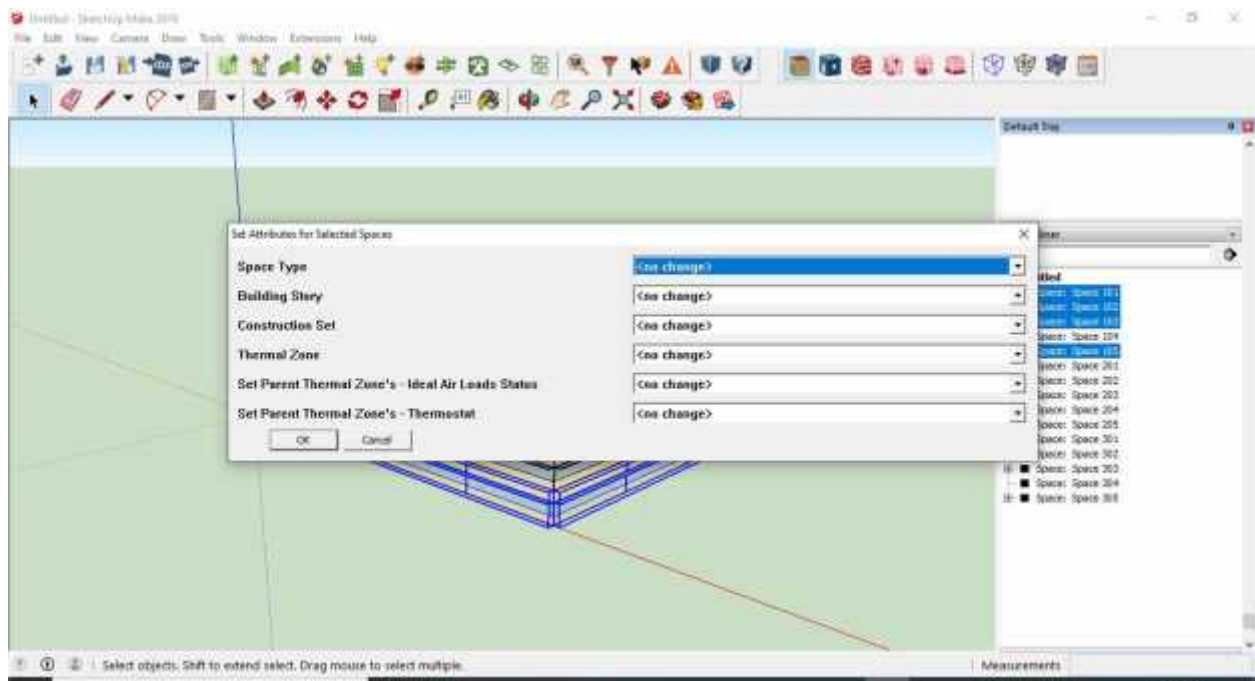 Untitled - SketchUp Make 2016
File Edit View Camera Draw Tools Window Extensions Help
Default Tray
Set Attributes for Selected Spaces
Space Type <no change>
Building Story <no change>
Construction Set <no change>
Thermal Zone <no change>
Set Parent Thermal Zone's - Ideal Air Loads Status <no change>
Set Parent Thermal Zone's - Thermostat <no change>
OK Cancel
Space: Space 101
Space: Space 102
Space: Space 103
Space: Space 104
Space: Space 105
Space: Space 201
Space: Space 202
Space: Space 203
Space: Space 204
Space: Space 205
Space: Space 301
Space: Space 302
Space: Space 303
Space: Space 304
Space: Space 305
Select objects. Shift to extend select. Drag mouse to select multiple.
Measurements